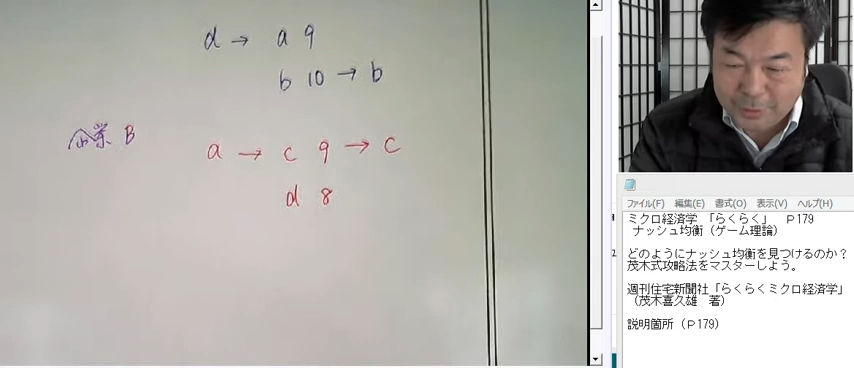 d → a 9
b 10 → b
企業 B
a → c 9 → c
d 8
ファイル(F) 編集(E) 書式(O) 表示(V) ヘルプ(H)
ミクロ経済学 「らくらく」 P179
ナッシュ均衡(ゲーム理論)
どのようにナッシュ均衡を見つけるのか?
茂木式攻略法をマスターしよう。
週刊住宅新聞社「らくらくミクロ経済学」
(茂木喜久雄 著)
説明箇所(P179)